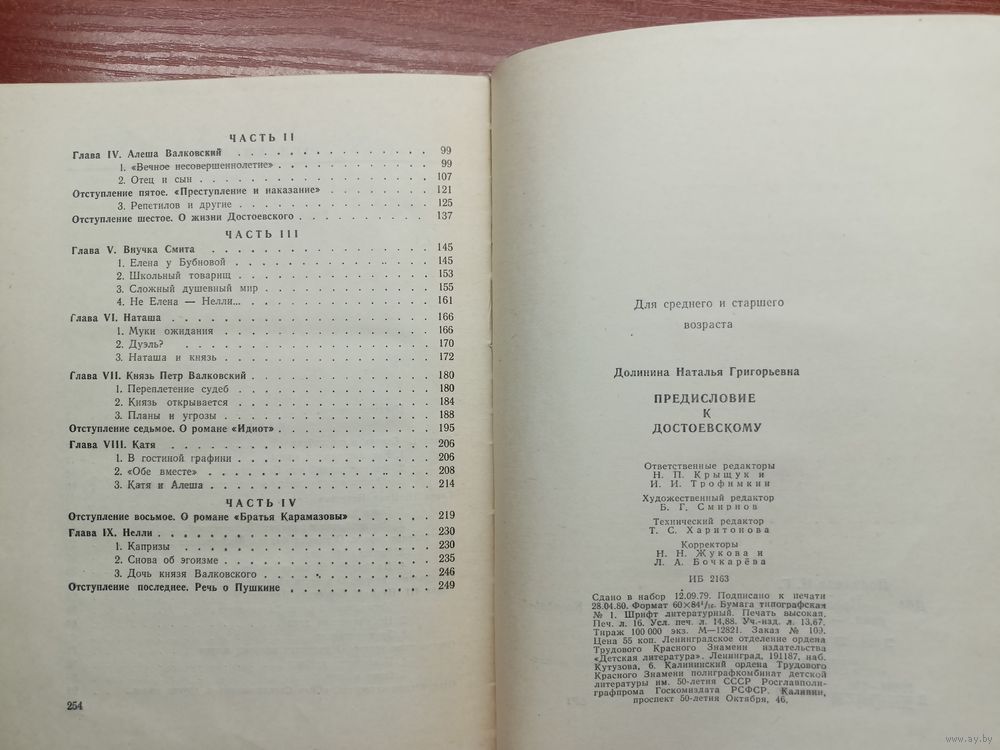 ЧАСТЬ II
Глава IV. Алеша Валковский . . . . . . . . . . . . . . . 99
1. «Вечное несовершеннолетие» . . . . . . . . . . . 99
2. Отец и сын . . . . . . . . . . . . . . . . . 107
Отступление пятое. «Преступление и наказание» . . . . . . . . 121
3. Репетилов и другие . . . . . . . . . . . . . . 125
Отступление шестое. О жизни Достоевского . . . . . . . . . . 137
ЧАСТЬ III
Глава V. Внучка Смита . . . . . . . . . . . . . . . 145
1. Елена у Бубновой . . . . . . . . . . . . . . . 145
2. Школьный товарищ . . . . . . . . . . . . . . 153
3. Сложный душевный мир . . . . . . . . . . . . . 155
4. Не Елена — Нелли... . . . . . . . . . . . . . . 161
Глава VI. Наташа . . . . . . . . . . . . . . . . . . 166
1. Муки ожидания . . . . . . . . . . . . . . . . 166
2. Дуэль? . . . . . . . . . . . . . . . . . . 170
3. Наташа и князь . . . . . . . . . . . . . . . . 172
Глава VII. Князь Петр Валковский . . . . . . . . . . . . . 180
1. Переплетение судеб . . . . . . . . . . . . . . 180
2. Князь открывается . . . . . . . . . . . . . . 184
3. Планы и угрозы . . . . . . . . . . . . . . . 188
Отступление седьмое. О романе «Идиот» . . . . . . . . . . . 195
Глава VIII. Катя . . . . . . . . . . . . . . . . . . 206
1. В гостиной графини . . . . . . . . . . . . . . 206
2. «Обе вместе» . . . . . . . . . . . . . . . . 208
3. Катя и Алеша . . . . . . . . . . . . . . . . 214
ЧАСТЬ IV
Отступление восьмое. О романе «Братья Карамазовы» . . . . . . 219
Глава IX. Нелли . . . . . . . . . . . . . . . . . . 230
1. Капризы . . . . . . . . . . . . . . . . . . 230
2. Снова об эгоизме . . . . . . . . . . . . . . . 235
3. Дочь князя Валковского . . . . . . . . . . . . . 246
Отступление последнее. Речь о Пушкине . . . . . . . . . . . 249
254
Для среднего и старшего
возраста
Долинина Наталья Григорьевна
ПРЕДИСЛОВИЕ
К
ДОСТОЕВСКОМУ
Ответственные редакторы
Н. П. Крыщук и
И. И. Трофимкин
Художественный редактор
Б. Г. Смирнов
Технический редактор
Т. С. Харитонова
Корректоры
Н. Н. Жукова и
Л. А. Бочкарёва
ИБ 2163
Сдано в набор 12.09.79. Подписано к печати
28.04.80. Формат 60×84¹/₁₆. Бумага типографская
№ 1. Шрифт литературный. Печать высокая.
Печ. л. 16. Усл. печ. л. 14,88. Уч.-изд. л. 13,67.
Тираж 100 000 экз. М—12821. Заказ № 109.
Цена 55 коп. Ленинградское отделение ордена
Трудового Красного Знамени издательства
«Детская литература». Ленинград, 191187, наб.
Кутузова, 6. Калининский ордена Трудового
Красного Знамени полиграфкомбинат детской
литературы им. 50-летия СССР Росглавполи-
графпрома Госкомиздата РСФСР. Калинин,
проспект 50-летия Октября, 46.
www.ay.by